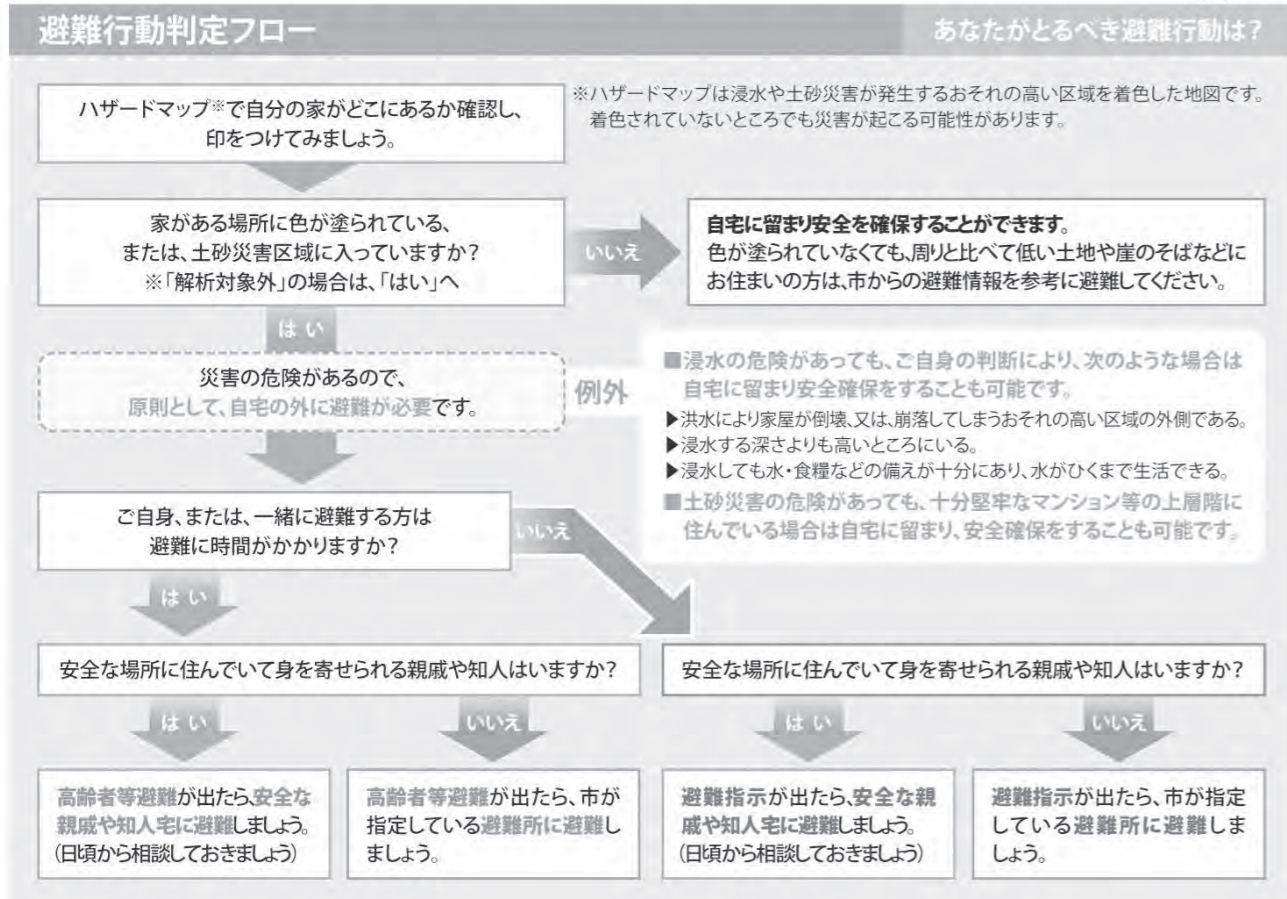 避難行動判定フロー
あなたがとるべき避難行動は?
ハザードマップ※で自分の家がどこにあるか確認し、
印をつけてみましょう。
※ハザードマップは浸水や土砂災害が発生するおそれの高い区域を着色した地図です。
着色されていないところでも災害が起こる可能性があります。
家がある場所に色が塗られている、
または、土砂災害区域に入っていますか?
※「解析対象外」の場合は、「はい」へ
いいえ
自宅に留まり安全を確保することができます。
色が塗られていなくても、周りと比べて低い土地や崖のそばなどに
お住まいの方は、市からの避難情報を参考に避難してください。
はい
災害の危険があるので、
原則として、自宅の外に避難が必要です。
例外
■浸水の危険があっても、ご自身の判断により、次のような場合は
自宅に留まり安全確保をすることも可能です。
▶洪水により家屋が倒壊、又は、崩落してしまうおそれの高い区域の外側である。
▶浸水する深さよりも高いところにいる。
▶浸水しても水・食糧などの備えが十分にあり、水がひくまで生活できる。
■土砂災害の危険があっても、十分堅牢なマンション等の上層階に
住んでいる場合は自宅に留まり、安全確保をすることも可能です。
ご自身、または、一緒に避難する方は
避難に時間がかかりますか?
いいえ
はい
安全な場所に住んでいて身を寄せられる親戚や知人はいますか?
はい
いいえ
高齢者等避難が出たら、安全な
親戚や知人宅に避難しましょう。
(日頃から相談しておきましょう)
高齢者等避難が出たら、市が
指定している避難所に避難し
ましょう。
安全な場所に住んでいて身を寄せられる親戚や知人はいますか?
はい
いいえ
避難指示が出たら、安全な親
戚や知人宅に避難しましょう。
(日頃から相談しておきましょう)
避難指示が出たら、市が指定
している避難所に避難しま
しょう。